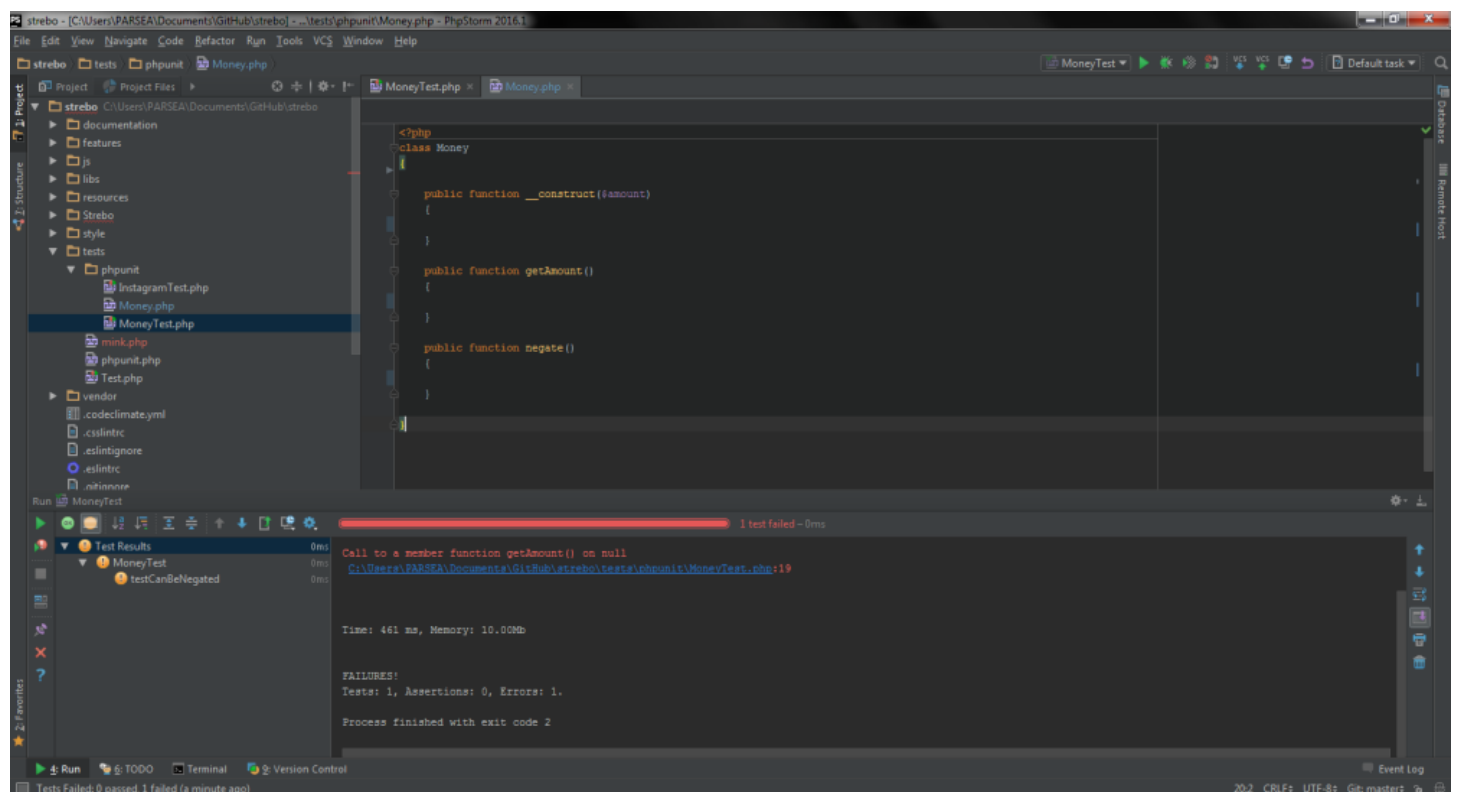 strebo - [C:\Users\PARSEA\Documents\GitHub\strebo] - ...\tests\phpunit\Money.php - PhpStorm 2016.1
File Edit View Navigate Code Refactor Run Tools VCS Window Help
strebo tests phpunit Money.php
MoneyTest Default task
Project Project Files
MoneyTest.php Money.php
1: Project
2: Structure
2: Favorites
Database
Remote Host
strebo C:\Users\PARSEA\Documents\GitHub\strebo
documentation
features
js
libs
resources
Strebo
style
tests
phpunit
InstagramTest.php
Money.php
MoneyTest.php
mink.php
phpunit.php
Test.php
vendor
.codeclimate.yml
.csslintrc
.eslintignore
.eslintrc
.gitignore
<?php
class Money
{
public function __construct($amount)
{
}
public function getAmount()
{
}
public function negate()
{
}
}
Run MoneyTest
1 test failed – 0ms
Test Results 0ms
MoneyTest 0ms
testCanBeNegated 0ms
Call to a member function getAmount() on null
C:\Users\PARSEA\Documents\GitHub\strebo\tests\phpunit\MoneyTest.php:19
Time: 461 ms, Memory: 10.00Mb
FAILURES!
Tests: 1, Assertions: 0, Errors: 1.
Process finished with exit code 2
4: Run 6: TODO Terminal 9: Version Control Event Log
Tests Failed: 0 passed, 1 failed (a minute ago) 20:2 CRLF UTF-8 Git: master